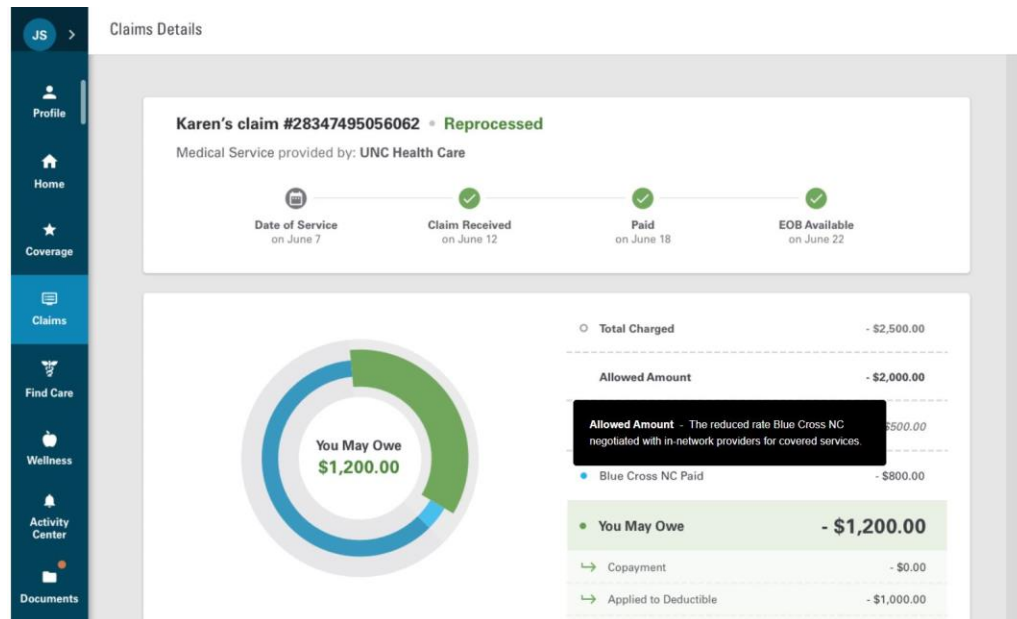 JS >
Claims Details
Profile
Home
Coverage
Claims
Find Care
Wellness
Activity
Center
Documents
Karen's claim #28347495056062 • Reprocessed
Medical Service provided by: UNC Health Care
Date of Service
on June 7
Claim Received
on June 12
Paid
on June 18
EOB Available
on June 22
You May Owe
$1,200.00
Total Charged - $2,500.00
Allowed Amount - $2,000.00
Allowed Amount - The reduced rate Blue Cross NC
negotiated with in-network providers for covered services.
$500.00
Blue Cross NC Paid - $800.00
You May Owe - $1,200.00
Copayment - $0.00
Applied to Deductible - $1,000.00